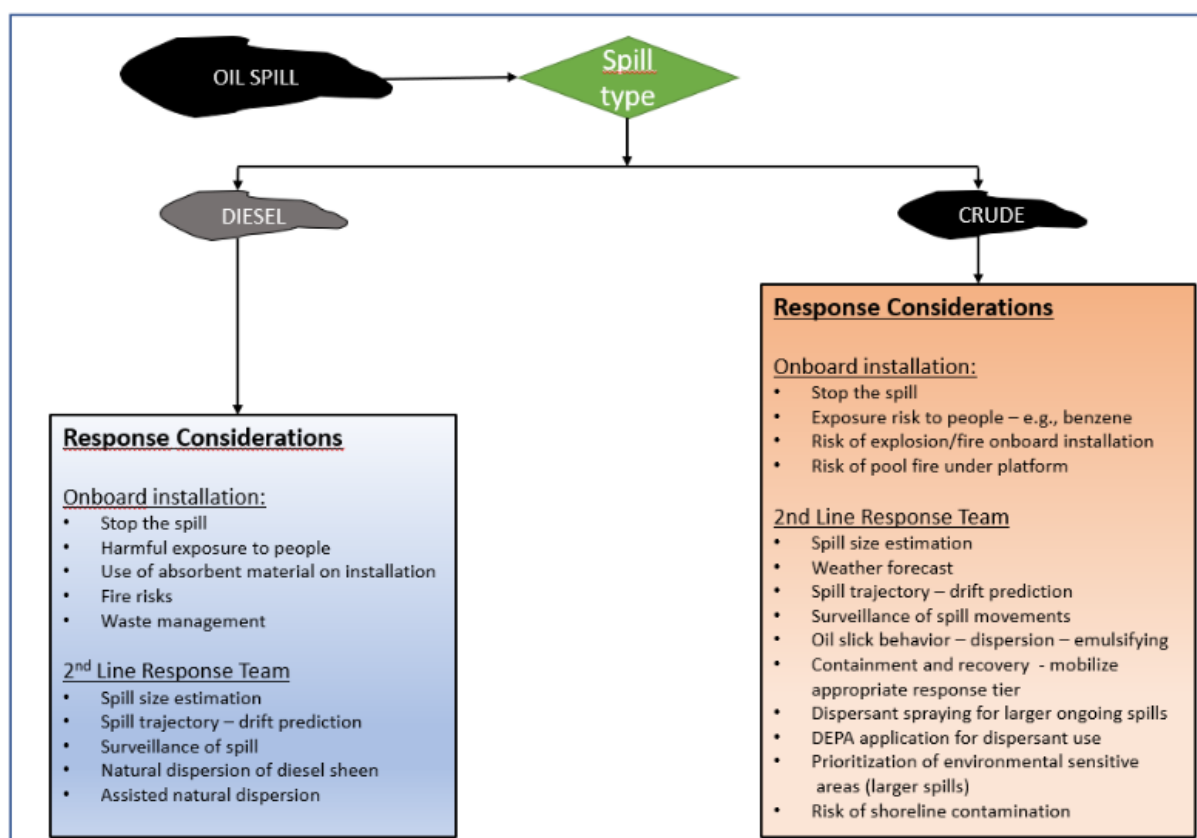 OIL SPILL
Spill
type
DIESEL
CRUDE
Response Considerations
Onboard installation:
• Stop the spill
• Harmful exposure to people
• Use of absorbent material on installation
• Fire risks
• Waste management
2nd Line Response Team
• Spill size estimation
• Spill trajectory – drift prediction
• Surveillance of spill
• Natural dispersion of diesel sheen
• Assisted natural dispersion
Response Considerations
Onboard installation:
• Stop the spill
• Exposure risk to people – e.g., benzene
• Risk of explosion/fire onboard installation
• Risk of pool fire under platform
2nd Line Response Team
• Spill size estimation
• Weather forecast
• Spill trajectory – drift prediction
• Surveillance of spill movements
• Oil slick behavior – dispersion – emulsifying
• Containment and recovery - mobilize
appropriate response tier
• Dispersant spraying for larger ongoing spills
• DEPA application for dispersant use
• Prioritization of environmental sensitive
areas (larger spills)
• Risk of shoreline contamination